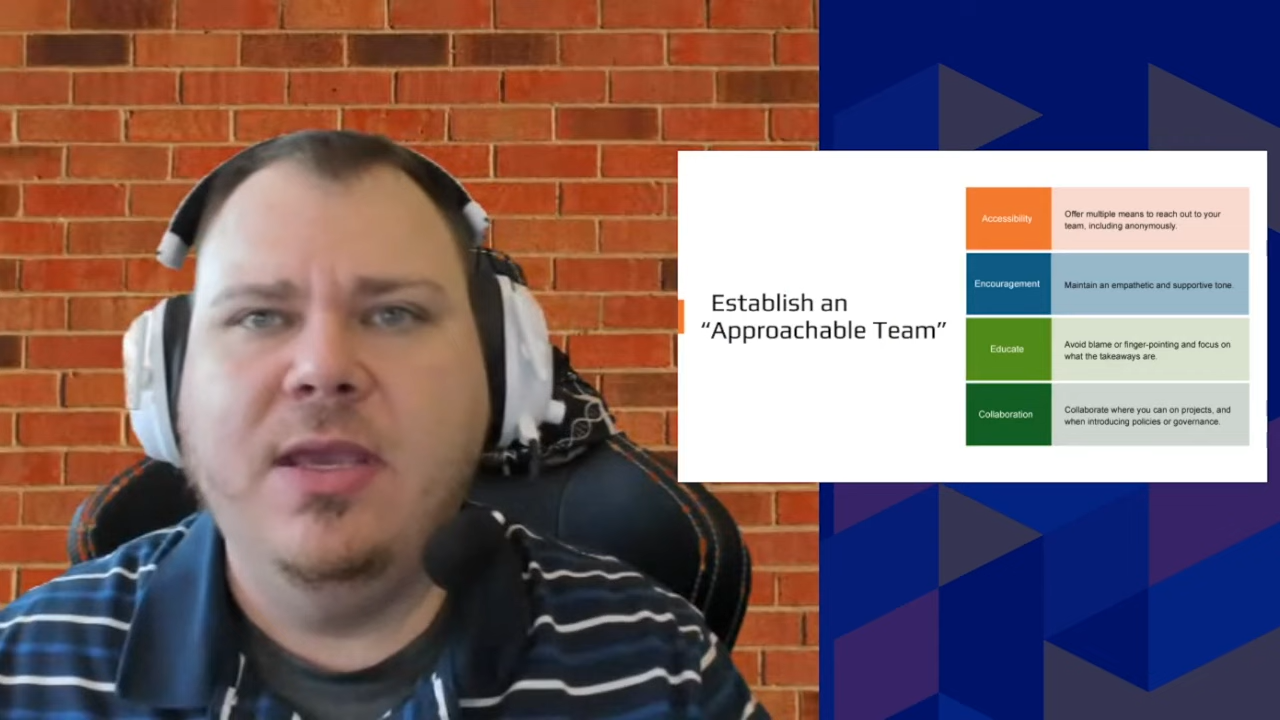 Establish an
“Approachable Team”
Accessibility
Offer multiple means to reach out to your
team, including anonymously.
Encouragement
Maintain an empathetic and supportive tone.
Educate
Avoid blame or finger-pointing and focus on
what the takeaways are.
Collaboration
Collaborate where you can on projects, and
when introducing policies or governance.